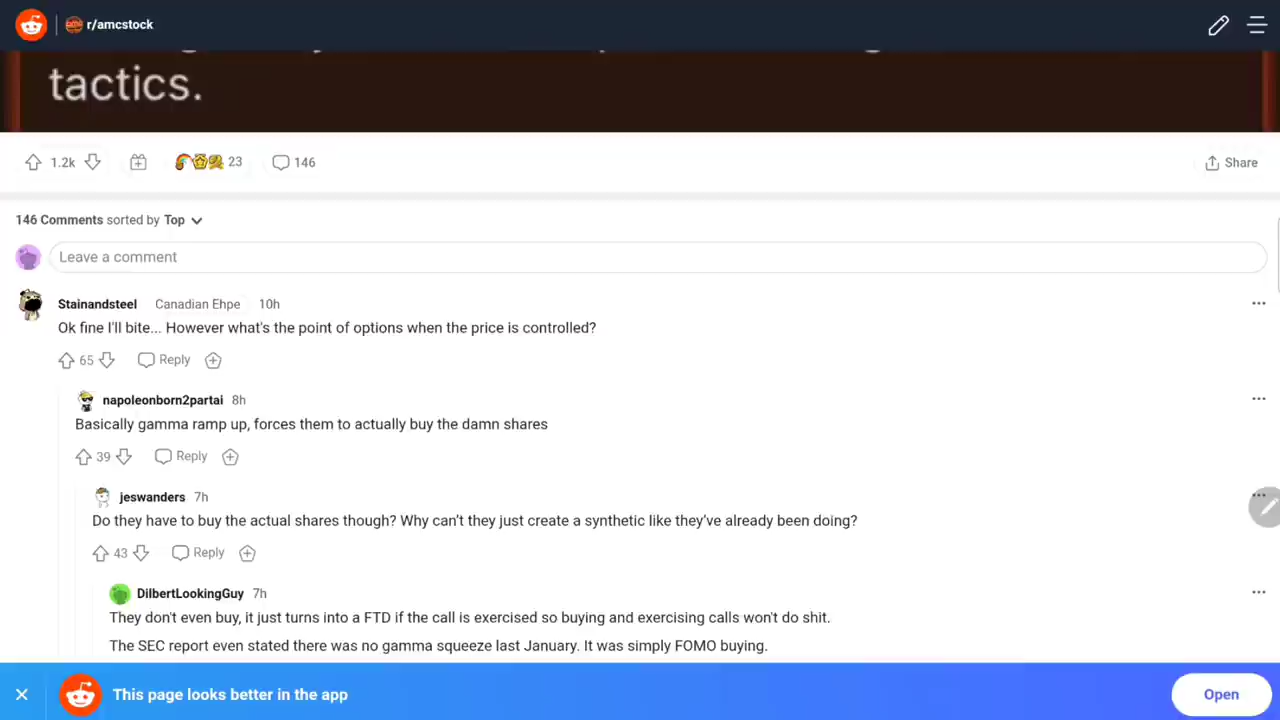 r/amcstock
tactics.
1.2k
23
146
Share
146 Comments sorted by Top
Leave a comment
Stainandsteel Canadian Ehpe 10h
Ok fine I'll bite... However what's the point of options when the price is controlled?
65 Reply
napoleonborn2partai 8h
Basically gamma ramp up, forces them to actually buy the damn shares
39 Reply
jeswanders 7h
Do they have to buy the actual shares though? Why can't they just create a synthetic like they've already been doing?
43 Reply
DilbertLookingGuy 7h
They don't even buy, it just turns into a FTD if the call is exercised so buying and exercising calls won't do shit.
The SEC report even stated there was no gamma squeeze last January. It was simply FOMO buying.
This page looks better in the app
Open